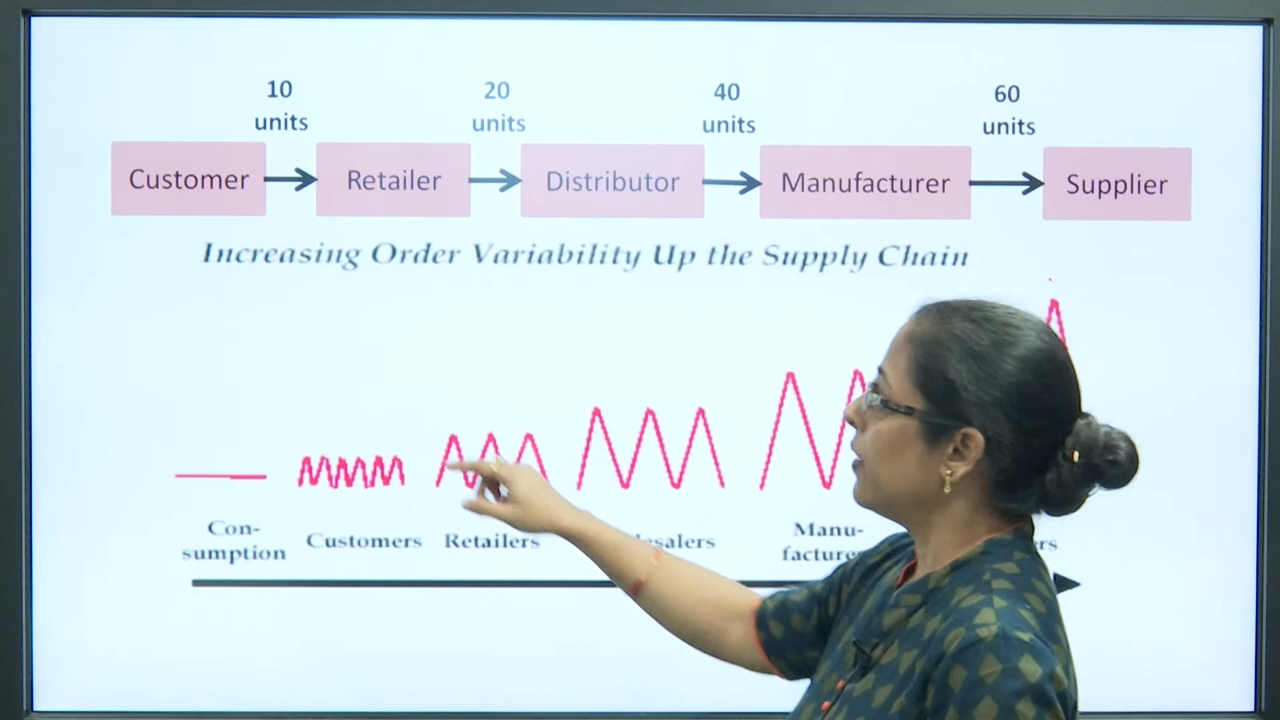 10 units
20 units
40 units
60 units
Customer
Retailer
Distributor
Manufacturer
Supplier
Increasing Order Variability Up the Supply Chain
Con-
sumption
Customers
Retailers
Manu-